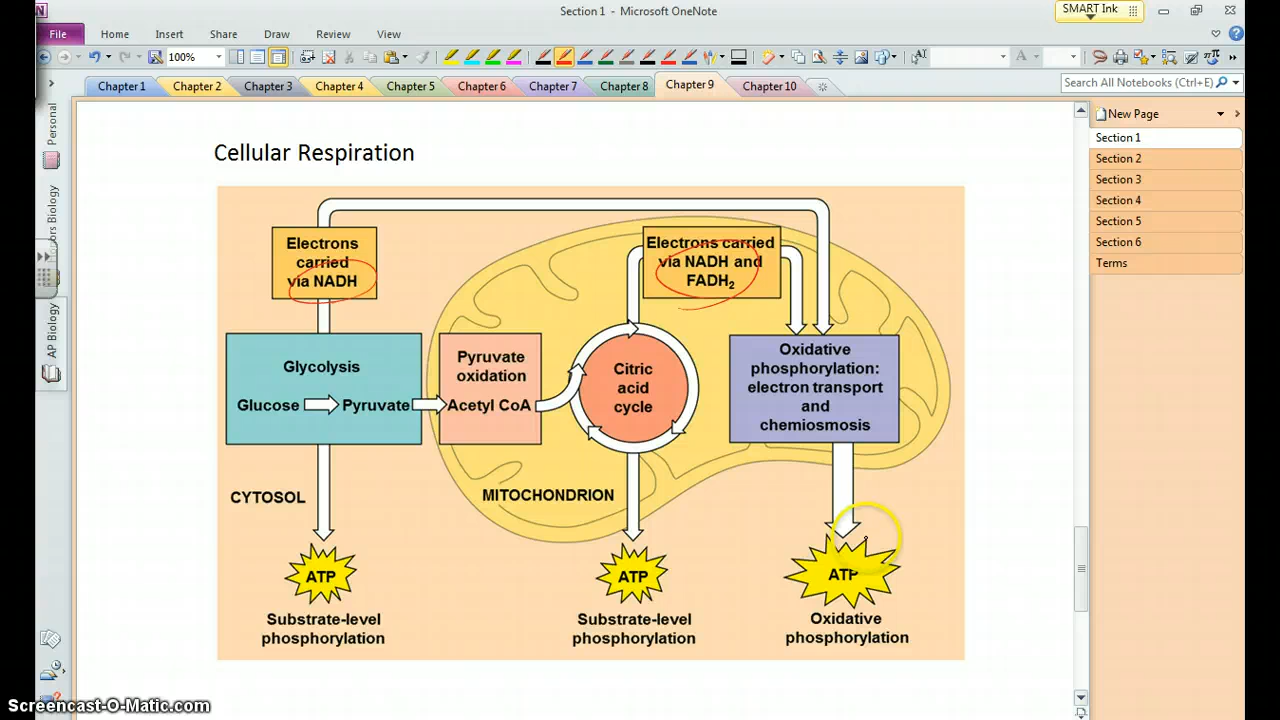 Section 1 - Microsoft OneNote
SMART Ink
File Home Insert Share Draw Review View
100%
Chapter 1 Chapter 2 Chapter 3 Chapter 4 Chapter 5 Chapter 6 Chapter 7 Chapter 8 Chapter 9 Chapter 10
Search All Notebooks (Ctrl+E)
Personal
AP Biology
New Page
Section 1
Section 2
Section 3
Section 4
Section 5
Section 6
Terms
Cellular Respiration
Electrons
carried
via NADH
Electrons carried
via NADH and
FADH₂
Glycolysis
Glucose Pyruvate
Pyruvate
oxidation
Acetyl CoA
Citric
acid
cycle
Oxidative
phosphorylation:
electron transport
and
chemiosmosis
CYTOSOL
MITOCHONDRION
ATP
ATP
ATP
Substrate-level
phosphorylation
Substrate-level
phosphorylation
Oxidative
phosphorylation
Screencast-O-Matic.com